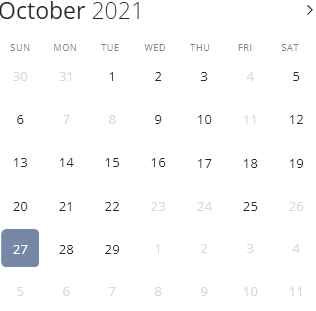 October 2021 >
SUN MON TUE WED THU FRI SAT
30 31 1 2 3 4 5
6 7 8 9 10 11 12
13 14 15 16 17 18 19
20 21 22 23 24 25 26
27 28 29 1 2 3 4
5 6 7 8 9 10 11